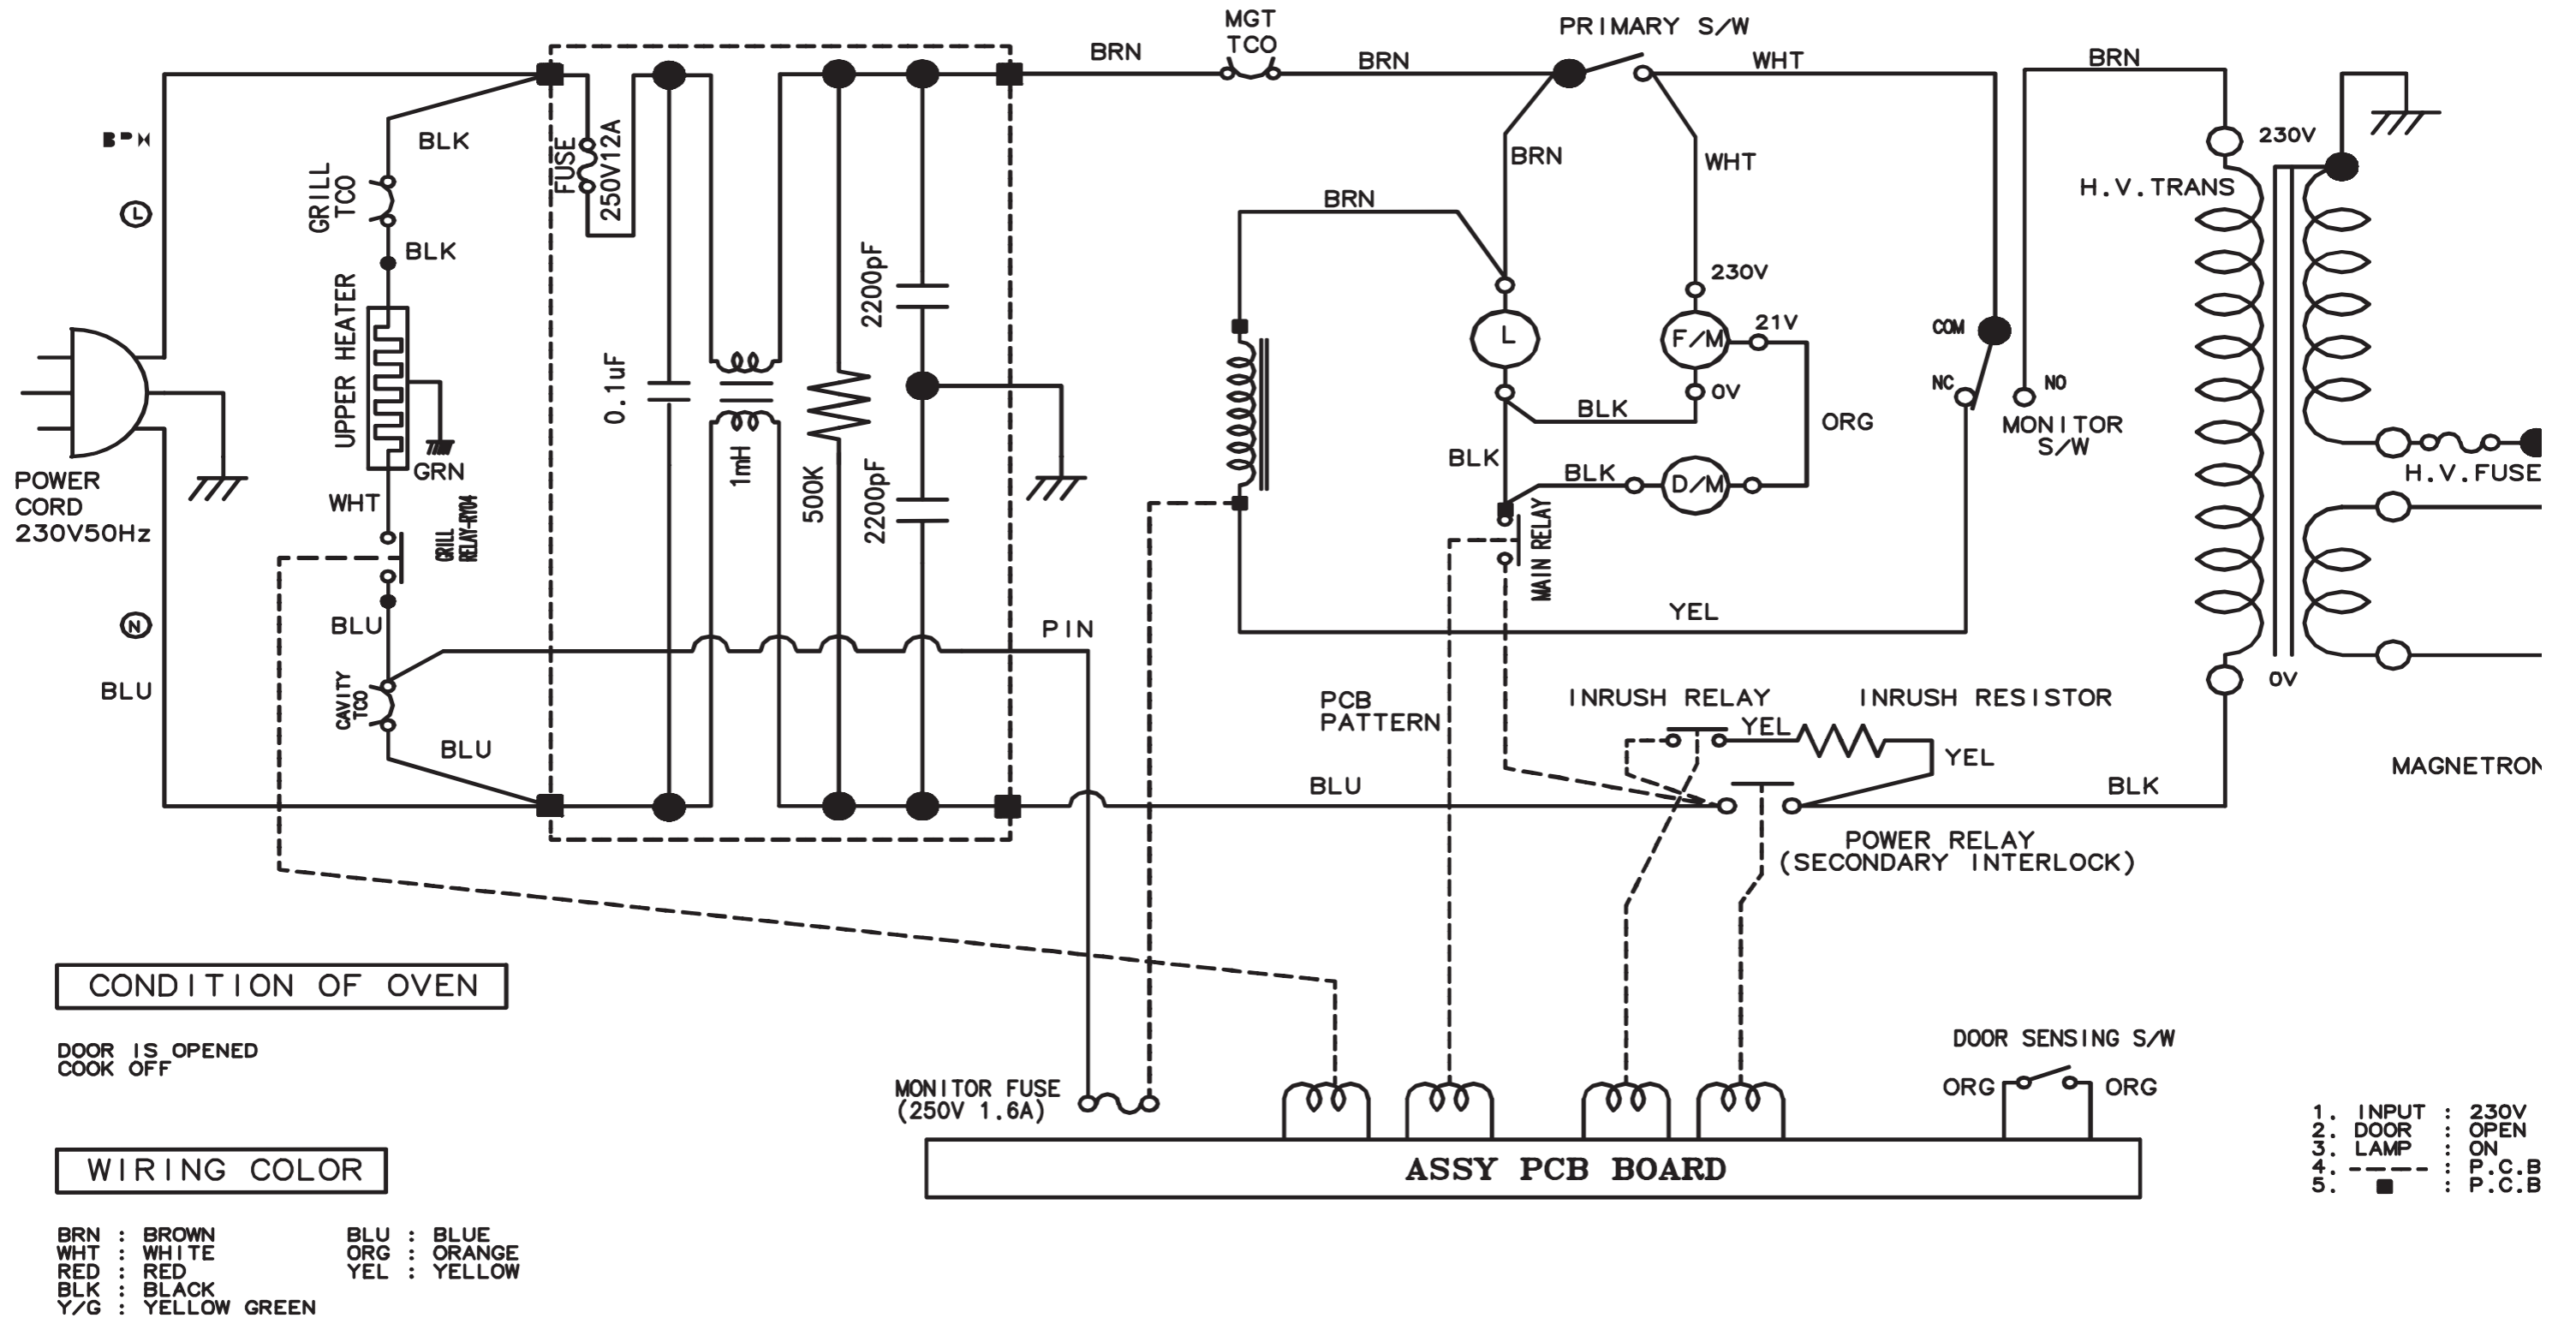 MGT
TCO
PRIMARY S/W
BRN
BRN
WHT
BRN
BLK
FUSE
250V12A
L
GRILL
TCO
BLK
BRN
WHT
230V
H.V.TRANS
BRN
UPPER HEATER
2200pF
230V
L
F/M
21V
COM
NC
NO
0V
MONITOR
S/W
0.1uF
1mH
500K
2200pF
BLK
ORG
BLK
BLK
D/M
H.V.FUSE
GRN
POWER
CORD
230V50Hz
WHT
GRILL
RELAY-RY04
MAIN RELAY
N
BLU
PIN
YEL
BLU
CAVITY
TCO
BLU
PCB
PATTERN
INRUSH RELAY
INRUSH RESISTOR
YEL
YEL
0V
MAGNETRON
BLU
BLK
POWER RELAY
(SECONDARY INTERLOCK)
CONDITION OF OVEN
DOOR IS OPENED
COOK OFF
MONITOR FUSE
(250V 1.6A)
DOOR SENSING S/W
ORG
ORG
ASSY PCB BOARD
1. INPUT : 230V
2. DOOR : OPEN
3. LAMP : ON
4. ----- : P.C.B
5. ■ : P.C.B
WIRING COLOR
BRN : BROWN
WHT : WHITE
RED : RED
BLK : BLACK
Y/G : YELLOW GREEN
BLU : BLUE
ORG : ORANGE
YEL : YELLOW